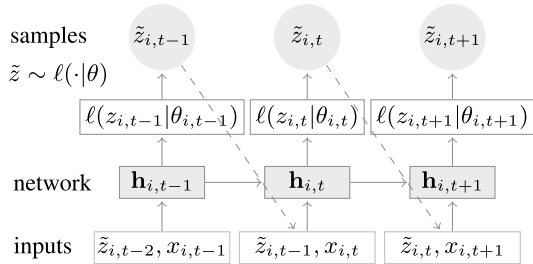 samples z̃_{i,t−1} z̃_{i,t} z̃_{i,t+1}
z̃ ∼ ℓ(·|θ)
ℓ(z_{i,t−1}|θ_{i,t−1}) ℓ(z_{i,t}|θ_{i,t}) ℓ(z_{i,t+1}|θ_{i,t+1})
network h_{i,t−1} h_{i,t} h_{i,t+1}
inputs z̃_{i,t−2}, x_{i,t−1} z̃_{i,t−1}, x_{i,t} z̃_{i,t}, x_{i,t+1}